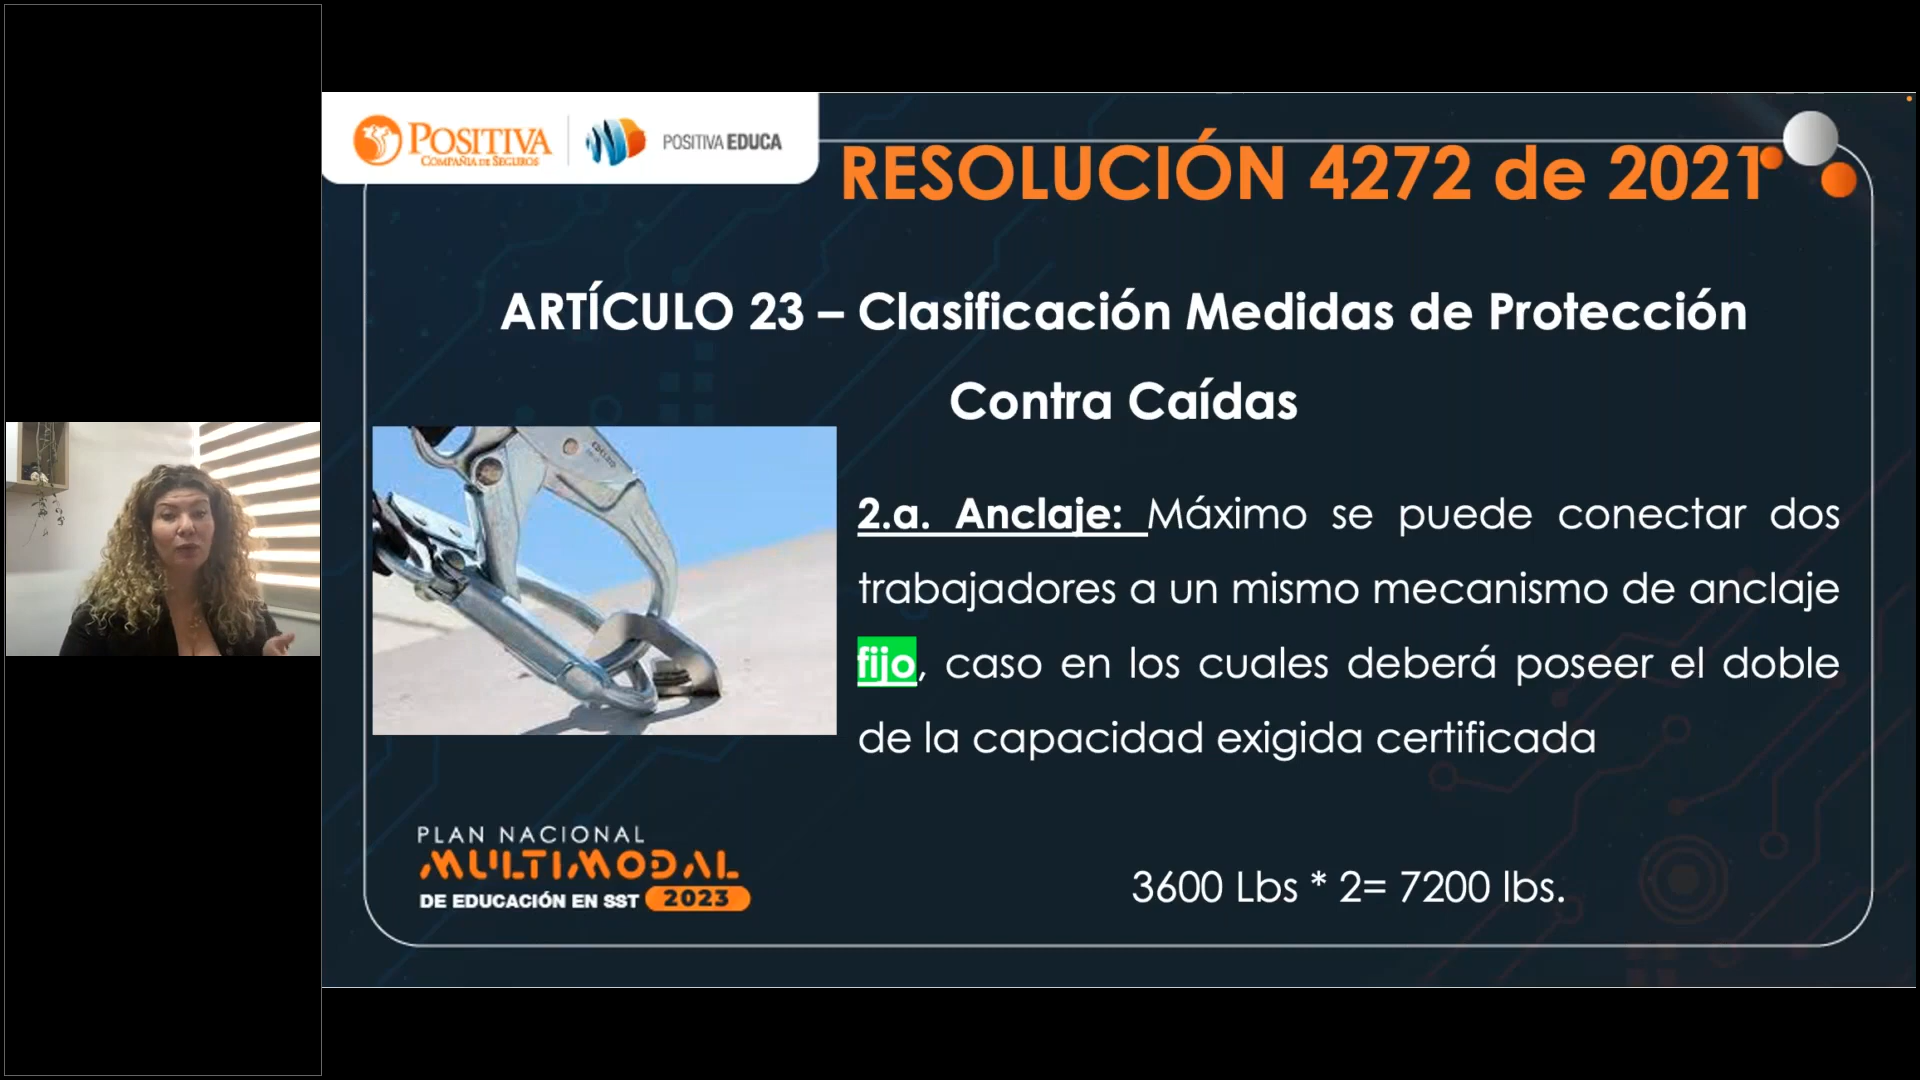 POSITIVA
COMPAÑÍA DE SEGUROS
POSITIVA EDUCA
RESOLUCIÓN 4272 de 2021
ARTÍCULO 23 – Clasificación Medidas de Protección
Contra Caídas
2.a. Anclaje: Máximo se puede conectar dos
trabajadores a un mismo mecanismo de anclaje
fijo, caso en los cuales deberá poseer el doble
de la capacidad exigida certificada
PLAN NACIONAL
MULTIMODAL
DE EDUCACIÓN EN SST 2023
3600 Lbs * 2= 7200 lbs.